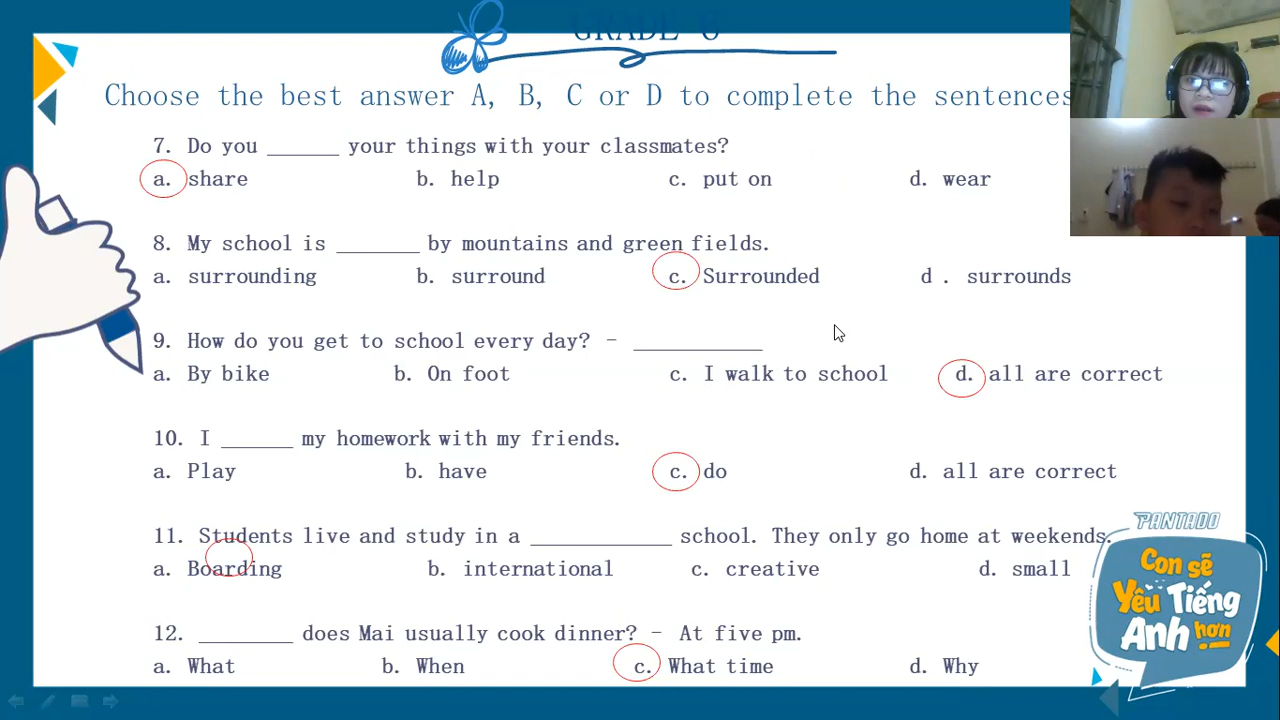 GRADE 6
Choose the best answer A, B, C or D to complete the sentences
7. Do you ______ your things with your classmates?
a. share b. help c. put on d. wear
8. My school is _______ by mountains and green fields.
a. surrounding b. surround c. Surrounded d . surrounds
9. How do you get to school every day? - ___________
a. By bike b. On foot c. I walk to school d. all are correct
10. I ______ my homework with my friends.
a. Play b. have c. do d. all are correct
11. Students live and study in a ____________ school. They only go home at weekends.
a. Boarding b. international c. creative d. small
12. ________ does Mai usually cook dinner? - At five pm.
a. What b. When c. What time d. Why
PANTADO
Con sẽ
Yêu Tiếng
Anh hơn